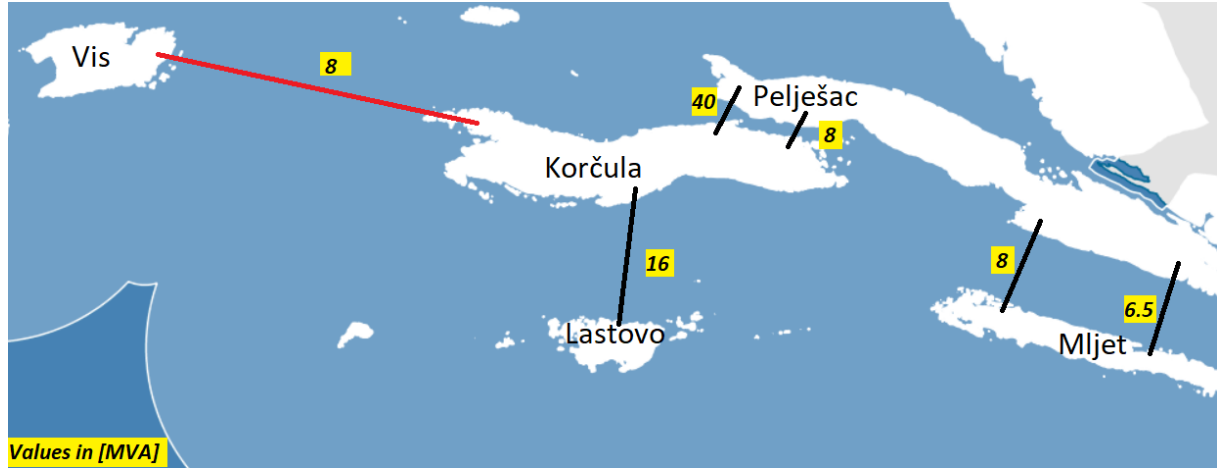 Vis
8
40
Pelješac
8
Korčula
16
8
6.5
Lastovo
Mljet
Values in [MVA]